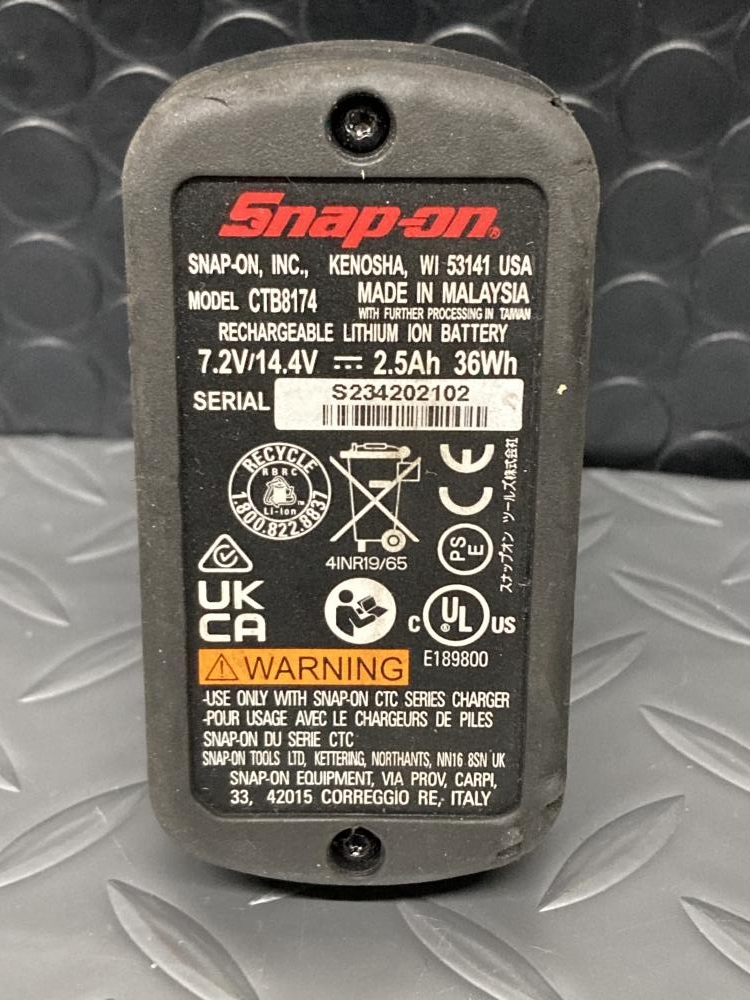 Snap-on®
SNAP-ON, INC., KENOSHA, WI 53141 USA
MODEL CTB8174 MADE IN MALAYSIA
WITH FURTHER PROCESSING IN TAIWAN
RECHARGEABLE LITHIUM ION BATTERY
7.2V/14.4V ⎓ 2.5Ah 36Wh
SERIAL S234202102
RECYCLE
RBRC
Li-Ion
1.800.822.8837
4INR19/65
CE
PSE
スナップオン ツールズ株式会社
UK
CA
C UL® US
E189800
WARNING
-USE ONLY WITH SNAP-ON CTC SERIES CHARGER
-POUR USAGE AVEC LE CHARGEURS DE PILES
SNAP-ON DU SERIE CTC
SNAP-ON TOOLS LTD, KETTERING, NORTHANTS, NN16 8SN UK
SNAP-ON EQUIPMENT, VIA PROV, CARPI,
33, 42015 CORREGGIO RE, ITALY